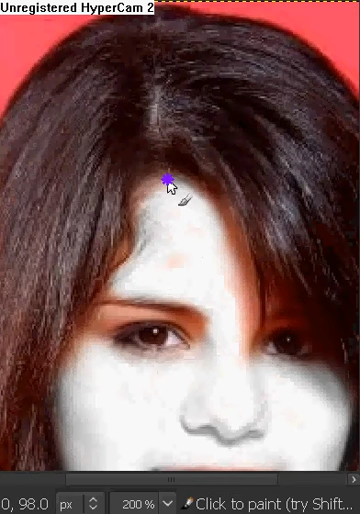 Unregistered HyperCam 2
0, 98.0 px 200 % Click to paint (try Shift...